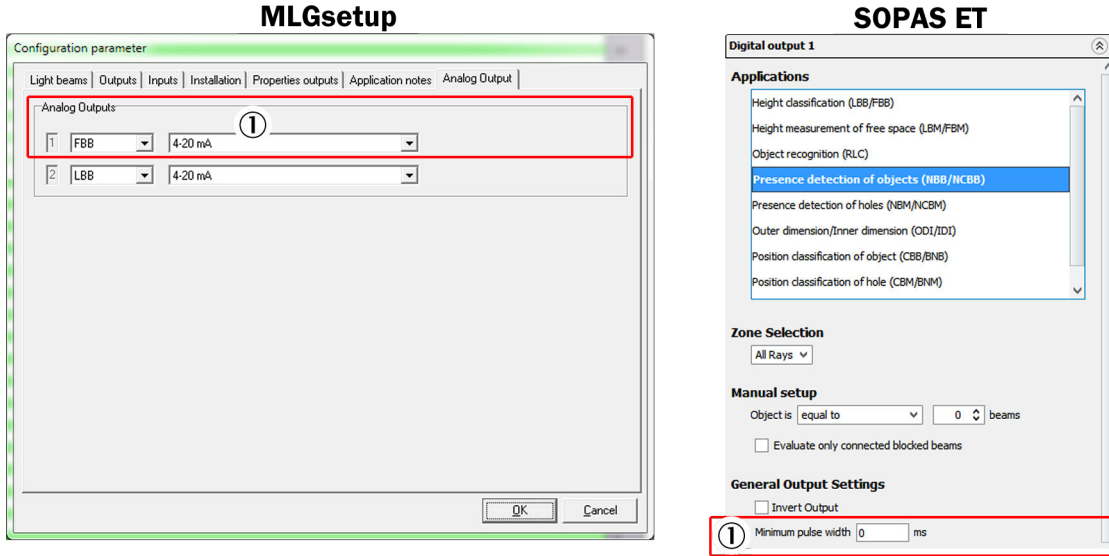 MLGsetup
Configuration parameter
Light beams | Outputs | Inputs | Installation | Properties outputs | Application notes | Analog Output
Analog Outputs
①
1 FBB 4-20 mA
2 LBB 4-20 mA
OK Cancel
SOPAS ET
Digital output 1
Applications
Height classification (LBB/FBB)
Height measurement of free space (LBM/FBM)
Object recognition (RLC)
Presence detection of objects (NBB/NCBB)
Presence detection of holes (NBM/NCBM)
Outer dimension/Inner dimension (ODI/IDI)
Position classification of object (CBB/BNB)
Position classification of hole (CBM/BNM)
Zone Selection
All Rays
Manual setup
Object is equal to 0 beams
Evaluate only connected blocked beams
General Output Settings
Invert Output
① Minimum pulse width 0 ms